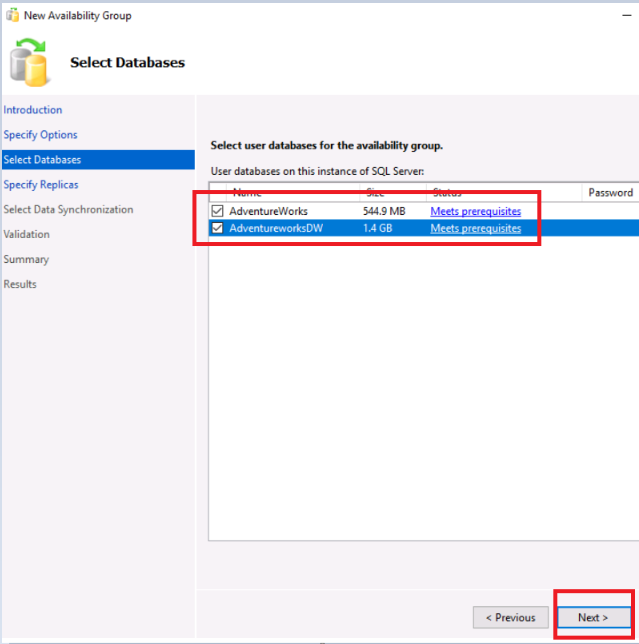 New Availability Group
Select Databases
Introduction
Specify Options
Select Databases
Specify Replicas
Select Data Synchronization
Validation
Summary
Results
Select user databases for the availability group.
User databases on this instance of SQL Server:
Name Size Status Password
AdventureWorks 544.9 MB Meets prerequisites
AdventureworksDW 1.4 GB Meets prerequisites
< Previous Next >